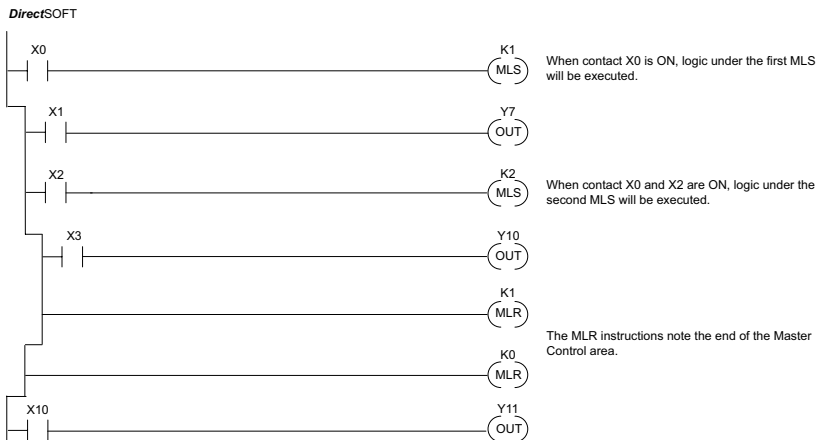 DirectSOFT
X0
K1
MLS
When contact X0 is ON, logic under the first MLS
will be executed.
X1
Y7
OUT
X2
K2
MLS
When contact X0 and X2 are ON, logic under the
second MLS will be executed.
X3
Y10
OUT
K1
MLR
The MLR instructions note the end of the Master
Control area.
K0
MLR
X10
Y11
OUT